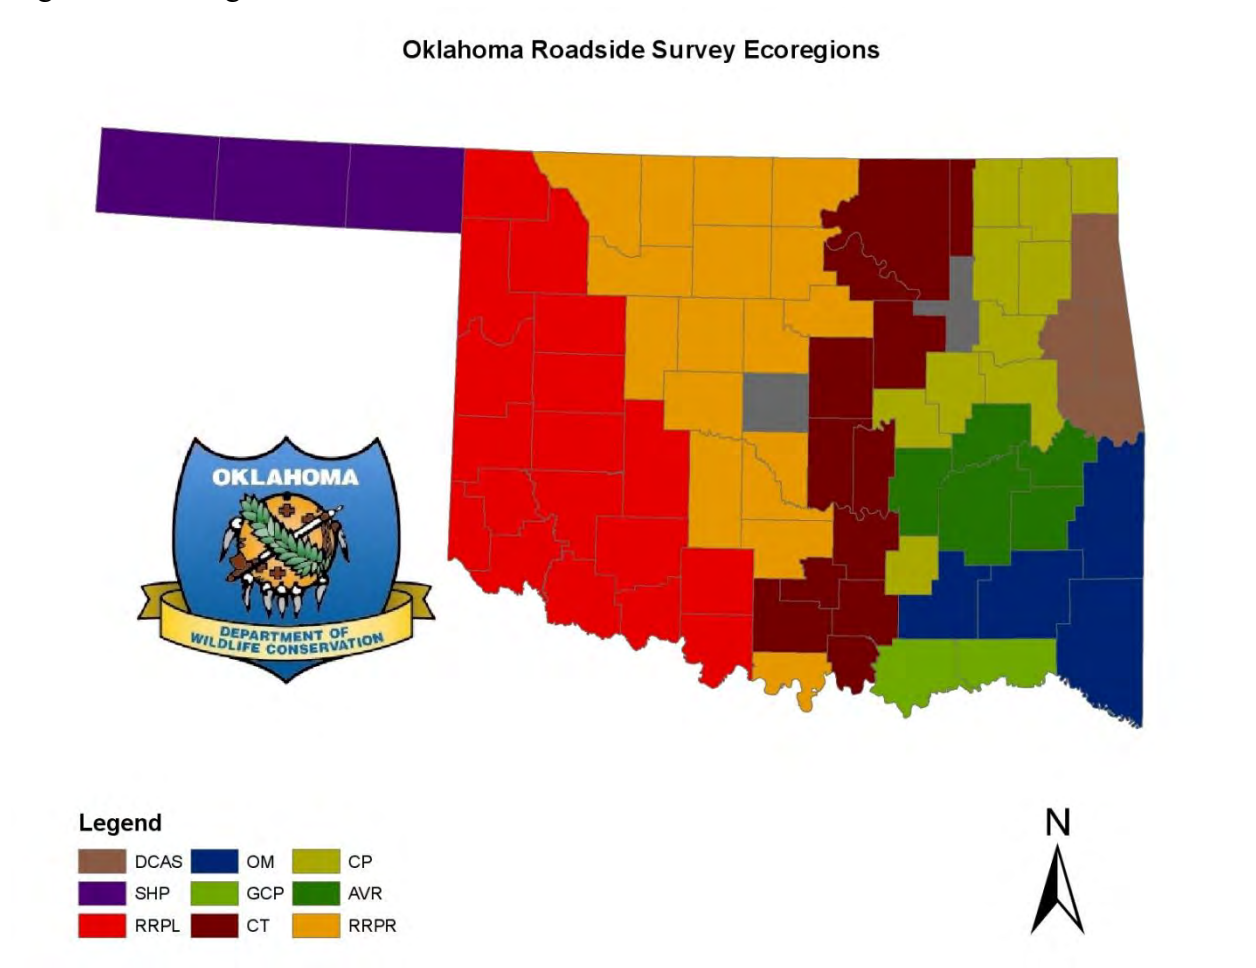 Oklahoma Roadside Survey Ecoregions
OKLAHOMA
DEPARTMENT OF
WILDLIFE CONSERVATION
Legend
DCAS OM CP
SHP GCP AVR
RRPL CT RRPR
N